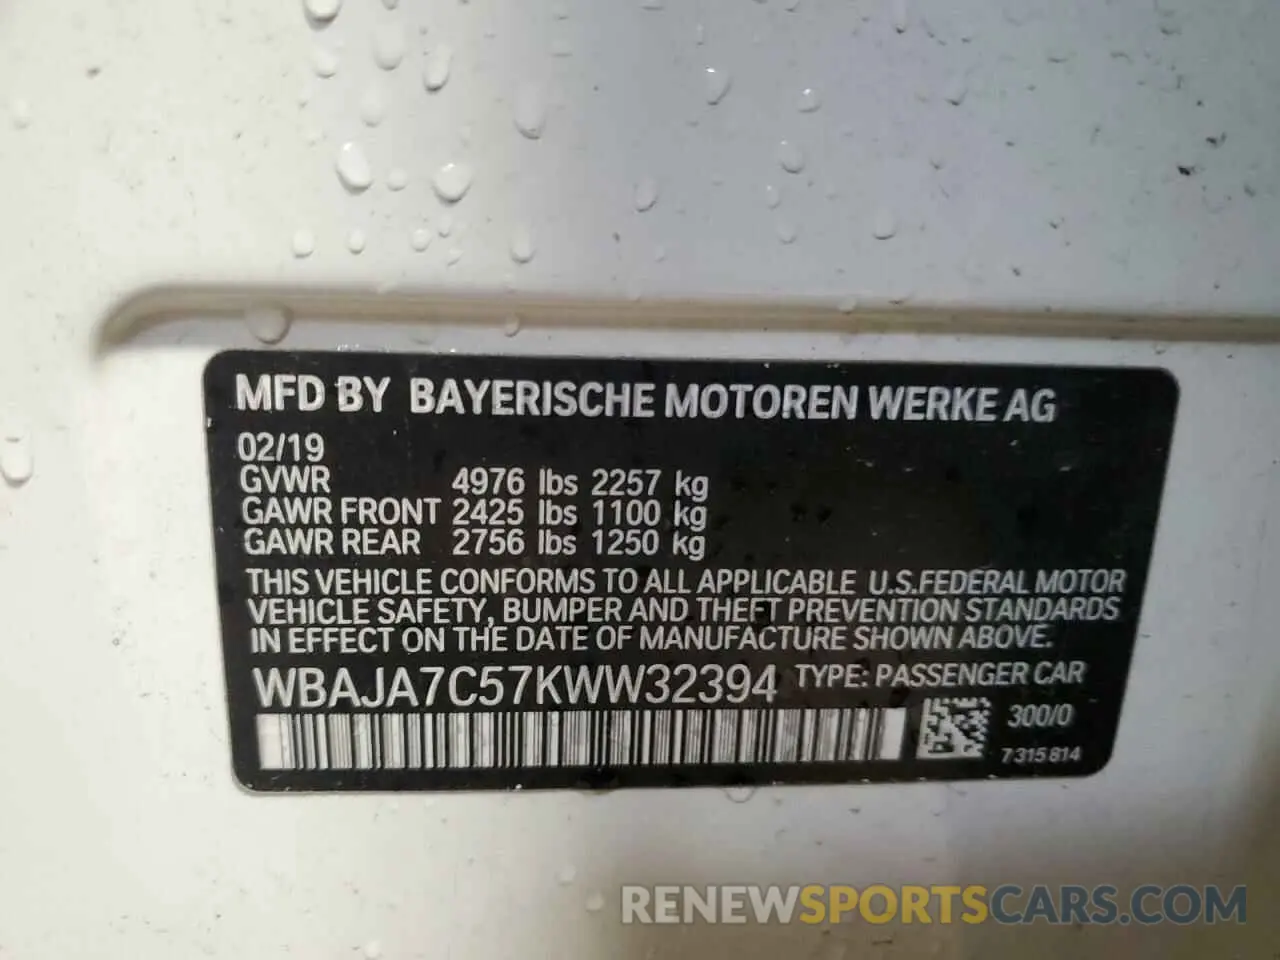 MFD BY BAYERISCHE MOTOREN WERKE AG
02/19
GVWR 4976 lbs 2257 kg
GAWR FRONT 2425 lbs 1100 kg
GAWR REAR 2756 lbs 1250 kg
THIS VEHICLE CONFORMS TO ALL APPLICABLE U.S.FEDERAL MOTOR
VEHICLE SAFETY, BUMPER AND THEFT PREVENTION STANDARDS
IN EFFECT ON THE DATE OF MANUFACTURE SHOWN ABOVE.
WBAJA7C57KWW32394 TYPE: PASSENGER CAR
300/0
7315814
RENEWSPORTSCARS.COM